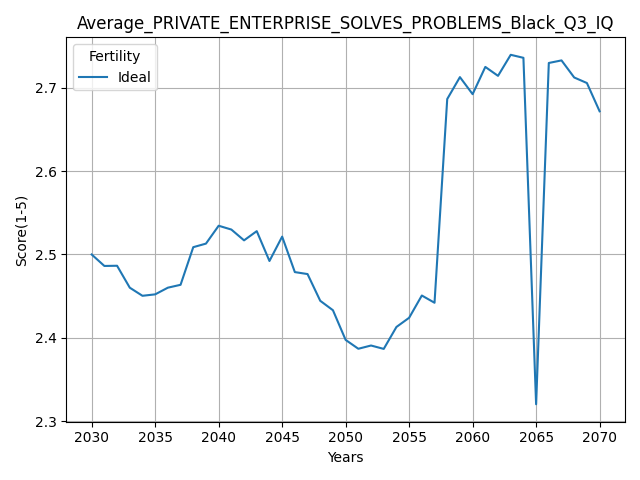 Average_PRIVATE_ENTERPRISE_SOLVES_PROBLEMS_Black_Q3_IQ
Fertility
Ideal
Score(1-5)
2.7
2.6
2.5
2.4
2.3
2030 2035 2040 2045 2050 2055 2060 2065 2070
Years